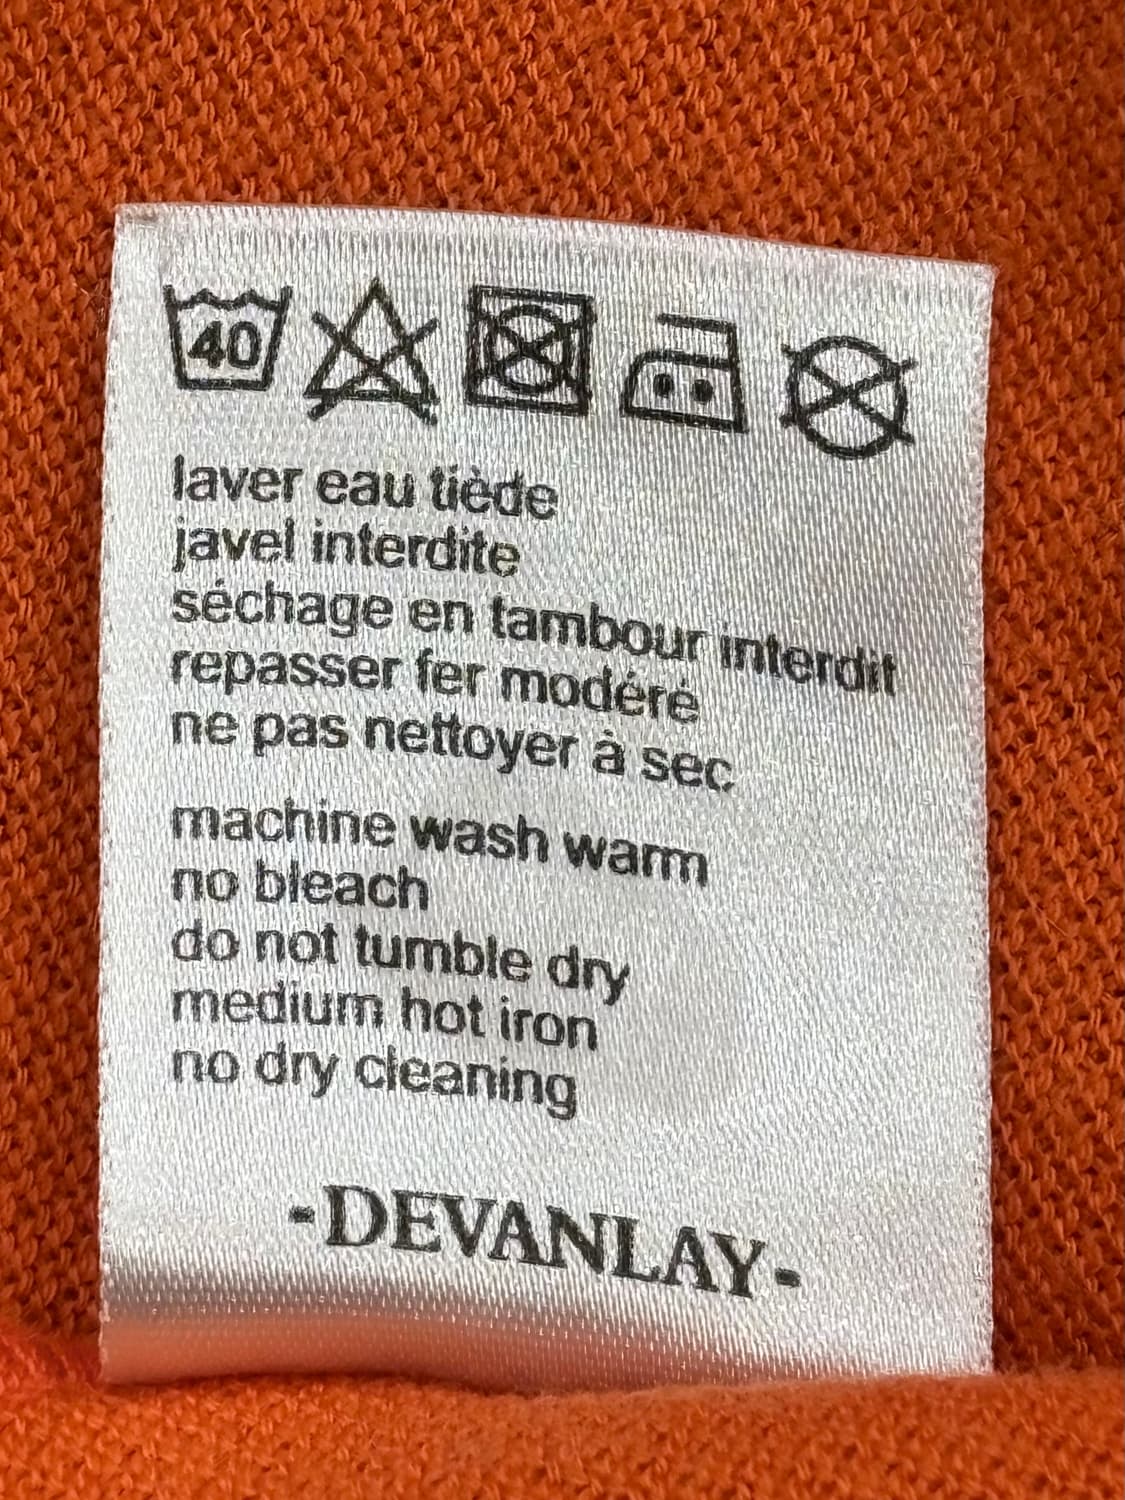 40
laver eau tiède
javel interdite
séchage en tambour interdit
repasser fer modéré
ne pas nettoyer à sec
machine wash warm
no bleach
do not tumble dry
medium hot iron
no dry cleaning
-DEVANLAY-